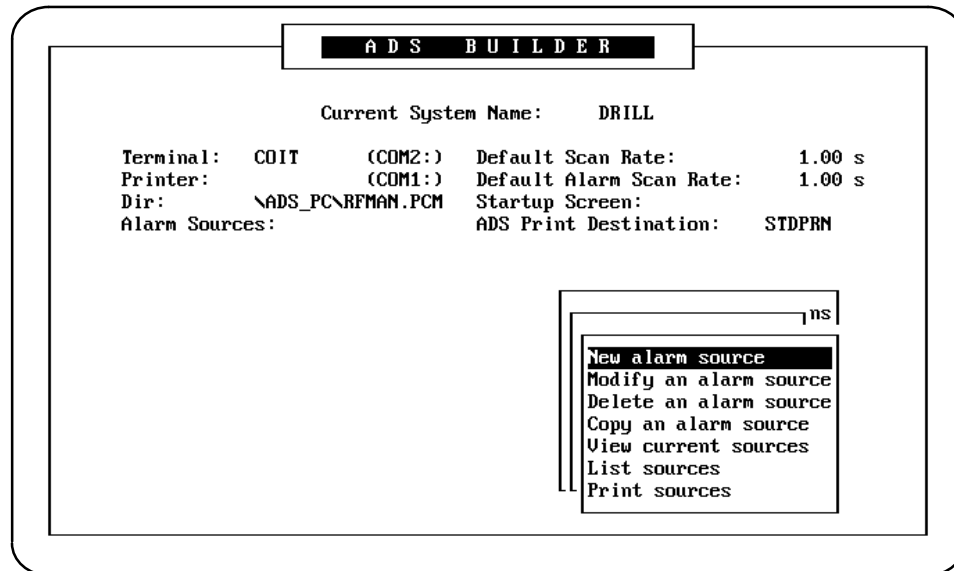 ADS BUILDER
Current System Name: DRILL
Terminal: COIT (COM2:) Default Scan Rate: 1.00 s
Printer: (COM1:) Default Alarm Scan Rate: 1.00 s
Dir: \ADS_PC\RFMAN.PCM Startup Screen:
Alarm Sources: ADS Print Destination: STDPRN
ns
New alarm source
Modify an alarm source
Delete an alarm source
Copy an alarm source
View current sources
List sources
Print sources